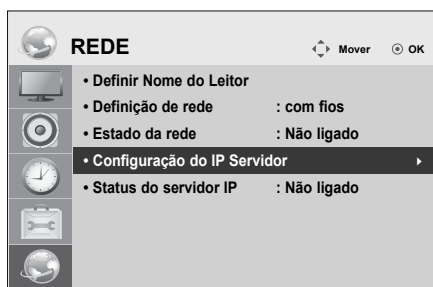 REDE
Mover
OK
• Definir Nome do Leitor
• Definição de rede : com fios
• Estado da rede : Não ligado
• Configuração do IP Servidor
• Status do servidor IP : Não ligado